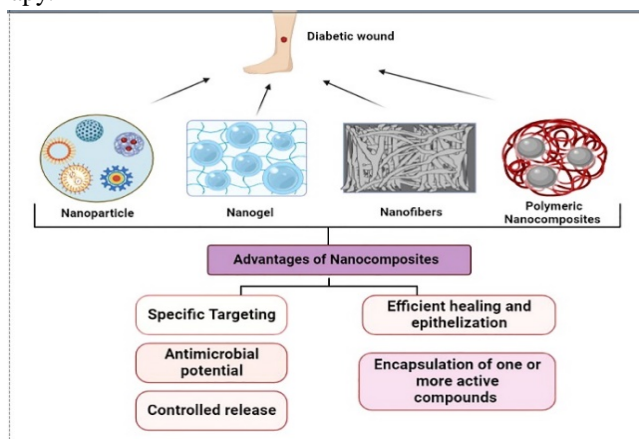 apy.
Diabetic wound
Nanoparticle
Nanogel
Nanofibers
Polymeric
Nanocomposites
Advantages of Nanocomposites
Specific Targeting
Antimicrobial
potential
Controlled release
Efficient healing and
epithelization
Encapsulation of one or
more active
compounds